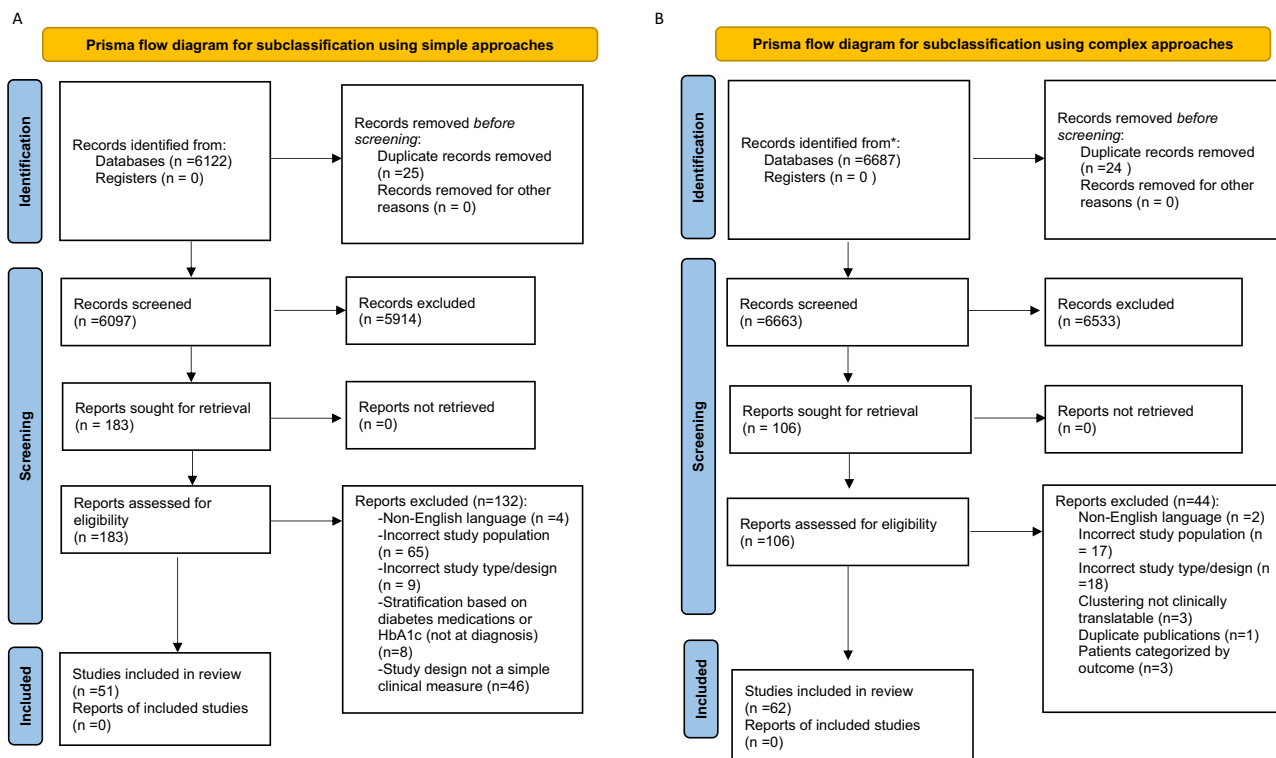 A
Prisma flow diagram for subclassification using simple approaches
Identification
Records identified from:
Databases (n =6122)
Registers (n = 0)
Records removed before
screening:
Duplicate records removed
(n =25)
Records removed for other
reasons (n = 0)
Screening
Records screened
(n =6097)
Records excluded
(n =5914)
Reports sought for retrieval
(n = 183)
Reports not retrieved
(n =0)
Reports assessed for
eligibility
(n =183)
Reports excluded (n=132):
-Non-English language (n =4)
-Incorrect study population
(n = 65)
-Incorrect study type/design
(n = 9)
-Stratification based on
diabetes medications or
HbA1c (not at diagnosis)
(n=8)
-Study design not a simple
clinical measure (n=46)
Included
Studies included in review
(n =51)
Reports of included studies
(n =0)
B
Prisma flow diagram for subclassification using complex approaches
Identification
Records identified from*:
Databases (n =6687)
Registers (n = 0 )
Records removed before
screening:
Duplicate records removed
(n =24 )
Records removed for other
reasons (n = 0)
Screening
Records screened
(n =6663)
Records excluded
(n =6533)
Reports sought for retrieval
(n = 106)
Reports not retrieved
(n =0)
Reports assessed for eligibility
(n =106)
Reports excluded (n=44):
Non-English language (n =2)
Incorrect study population (n
= 17)
Incorrect study type/design (n
=18)
Clustering not clinically
translatable (n=3)
Duplicate publications (n=1)
Patients categorized by
outcome (n=3)
Included
Studies included in review
(n =62)
Reports of included studies
(n =0)